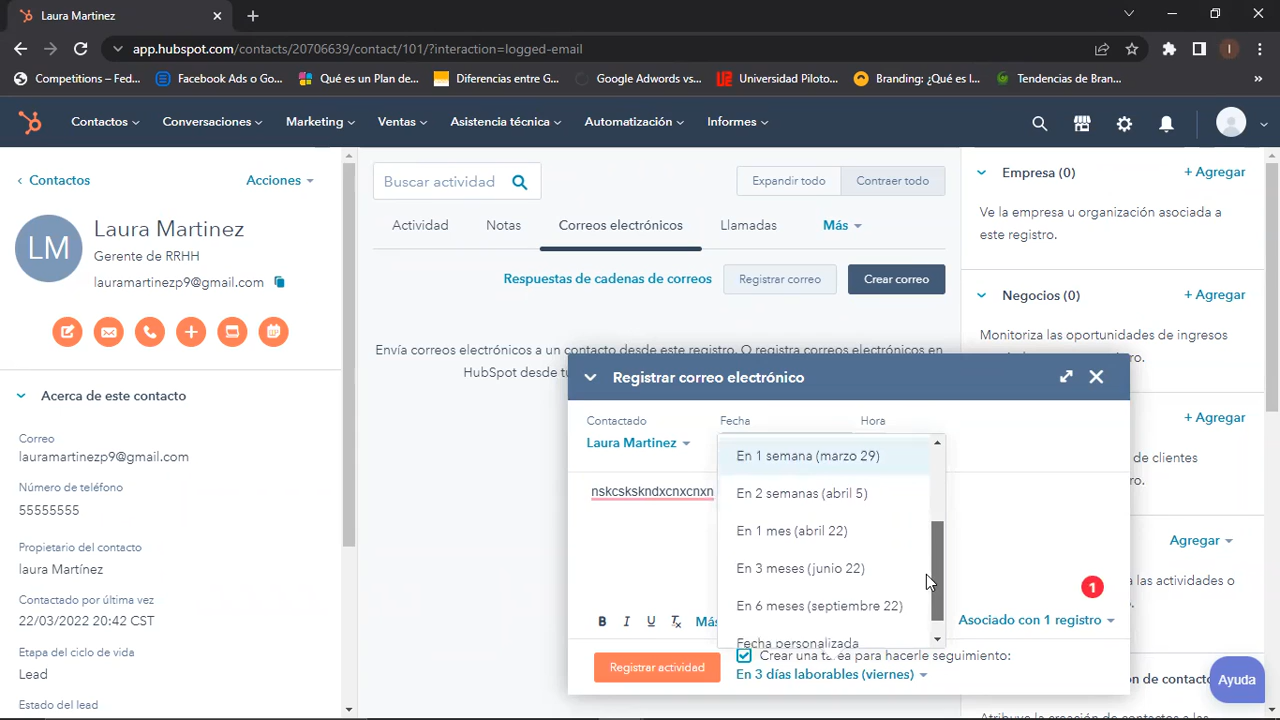 Laura Martinez
app.hubspot.com/contacts/20706639/contact/101/?interaction=logged-email
Competitions – Fed...
Facebook Ads o Go...
Qué es un Plan de...
Diferencias entre G...
Google Adwords vs...
Universidad Piloto...
Branding: ¿Qué es l...
Tendencias de Bran...
Contactos
Conversaciones
Marketing
Ventas
Asistencia técnica
Automatización
Informes
Contactos
Acciones
LM
Laura Martinez
Gerente de RRHH
lauramartinezp9@gmail.com
Acerca de este contacto
Correo
lauramartinezp9@gmail.com
Número de teléfono
55555555
Propietario del contacto
laura Martínez
Contactado por última vez
22/03/2022 20:42 CST
Etapa del ciclo de vida
Lead
Estado del lead
Buscar actividad
Expandir todo
Contraer todo
Actividad
Notas
Correos electrónicos
Llamadas
Más
Respuestas de cadenas de correos
Registrar correo
Crear correo
Envía correos electrónicos a un contacto desde este registro. O registra correos electrónicos en
HubSpot desde tu
Registrar correo electrónico
Contactado
Fecha
Hora
Laura Martinez
nskcskskndxcnxcnxn
En 1 semana (marzo 29)
En 2 semanas (abril 5)
En 1 mes (abril 22)
En 3 meses (junio 22)
En 6 meses (septiembre 22)
Fecha personalizada
B I U Tx Más
1
Asociado con 1 registro
Registrar actividad
Crear una tarea para hacerle seguimiento:
En 3 días laborables (viernes)
Empresa (0)
+ Agregar
Ve la empresa u organización asociada a
este registro.
Negocios (0)
+ Agregar
Monitoriza las oportunidades de ingresos
o.
+ Agregar
de clientes
o.
Agregar
a las actividades o
Ayuda
ón de contacto